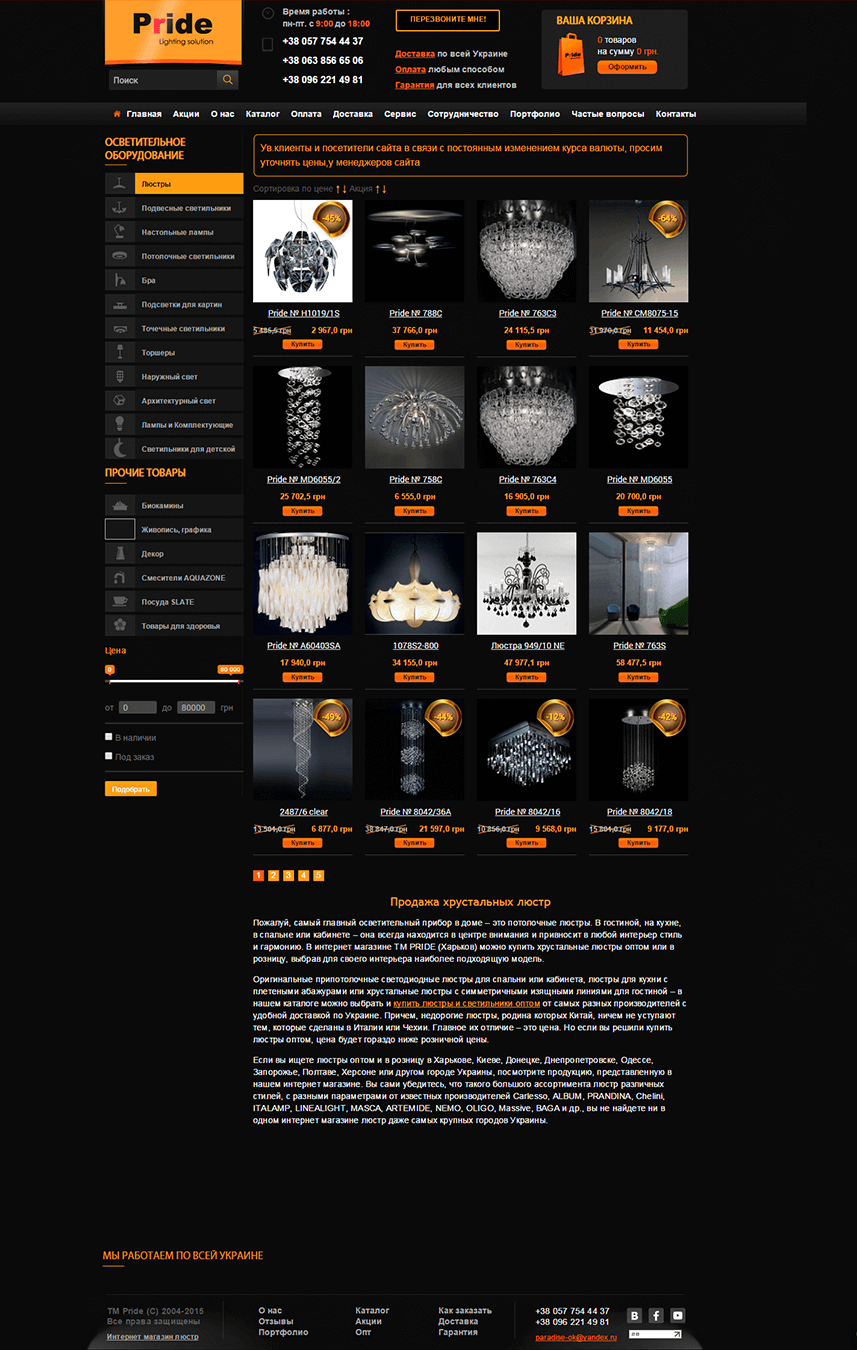 Pride
Lighting solution
Поиск
Время работы :
пн-пт. с 9:00 до 18:00
+38 057 754 44 37
+38 063 856 65 06
+38 096 221 49 81
ПЕРЕЗВОНИТЕ МНЕ!
Доставка по всей Украине
Оплата любым способом
Гарантия для всех клиентов
ВАША КОРЗИНА
Pride
0 товаров
на сумму 0 грн.
Оформить
Главная Акции О нас Каталог Оплата Доставка Сервис Сотрудничество Портфолио Частые вопросы Контакты
ОСВЕТИТЕЛЬНОЕ
ОБОРУДОВАНИЕ
Люстры
Подвесные светильники
Настольные лампы
Потолочные светильники
Бра
Подсветки для картин
Точечные светильники
Торшеры
Наружный свет
Архитектурный свет
Лампы и Комплектующие
Светильники для детской
ПРОЧИЕ ТОВАРЫ
Биокамины
Живопись, графика
Декор
Смесители AQUAZONE
Посуда SLATE
Товары для здоровья
Цена
0 80 000
от 0 до 80000 грн
В наличии
Под заказ
Подобрать
Ув.клиенты и посетители сайта в связи с постоянным изменением курса валюты, просим
уточнять цены,у менеджеров сайта
Сортировка по цене Акция
-45% -64%
Pride № H1019/1S Pride № 788C Pride № 763C3 Pride № CM8075-15
5 486,6 грн 2 967,0 грн 37 766,0 грн 24 115,5 грн 31 970,0 грн 11 454,0 грн
Купить Купить Купить Купить
Pride № MD6055/2 Pride № 758C Pride № 763C4 Pride № MD6055
25 702,5 грн 6 555,0 грн 16 905,0 грн 20 700,0 грн
Купить Купить Купить Купить
Pride № A60403SA 1078S2-800 Люстра 949/10 NE Pride № 763S
17 940,0 грн 34 155,0 грн 47 977,1 грн 58 477,5 грн
Купить Купить Купить Купить
-49% -44% -12% -42%
2487/6 clear Pride № 8042/36A Pride № 8042/16 Pride № 8042/18
13 504,0 грн 6 877,0 грн 38 847,0 грн 21 597,0 грн 10 856,0 грн 9 568,0 грн 15 804,0 грн 9 177,0 грн
Купить Купить Купить Купить
1 2 3 4 5
Продажа хрустальных люстр
Пожалуй, самый главный осветительный прибор в доме – это потолочные люстры. В гостиной, на кухне,
в спальне или кабинете – она всегда находится в центре внимания и привносит в любой интерьер стиль
и гармонию. В интернет магазине ТМ PRIDE (Харьков) можно купить хрустальные люстры оптом или в
розницу, выбрав для своего интерьера наиболее подходящую модель.
Оригинальные припотолочные светодиодные люстры для спальни или кабинета, люстры для кухни с
плетеными абажурами или хрустальные люстры с симметричными изящными линиями для гостиной – в
нашем каталоге можно выбрать и купить люстры и светильники оптом от самых разных производителей с
удобной доставкой по Украине. Причем, недорогие люстры, родина которых Китай, ничем не уступают
тем, которые сделаны в Италии или Чехии. Главное их отличие – это цена. Но если вы решили купить
люстры оптом, цена будет гораздо ниже розничной цены.
Если вы ищете люстры оптом и в розницу в Харькове, Киеве, Донецке, Днепропетровске, Одессе,
Запорожье, Полтаве, Херсоне или другом городе Украины, посмотрите продукцию, представленную в
нашем интернет магазине. Вы сами убедитесь, что такого большого ассортимента люстр различных
стилей, с разными параметрами от известных производителей Carlesso, ALBUM, PRANDINA, Chelini,
ITALAMP, LINEALIGHT, MASCA, ARTEMIDE, NEMO, OLIGO, Massive, BAGA и др., вы не найдете ни в
одном интернет магазине люстр даже самых крупных городов Украины.
МЫ РАБОТАЕМ ПО ВСЕЙ УКРАИНЕ
ТМ Pride (C) 2004-2015
Все права защищены
Интернет магазин люстр
О нас
Отзывы
Портфолио
Каталог
Акции
Опт
Как заказать
Доставка
Гарантия
+38 057 754 44 37
+38 096 221 49 81
paradise-ok@yandex.ru